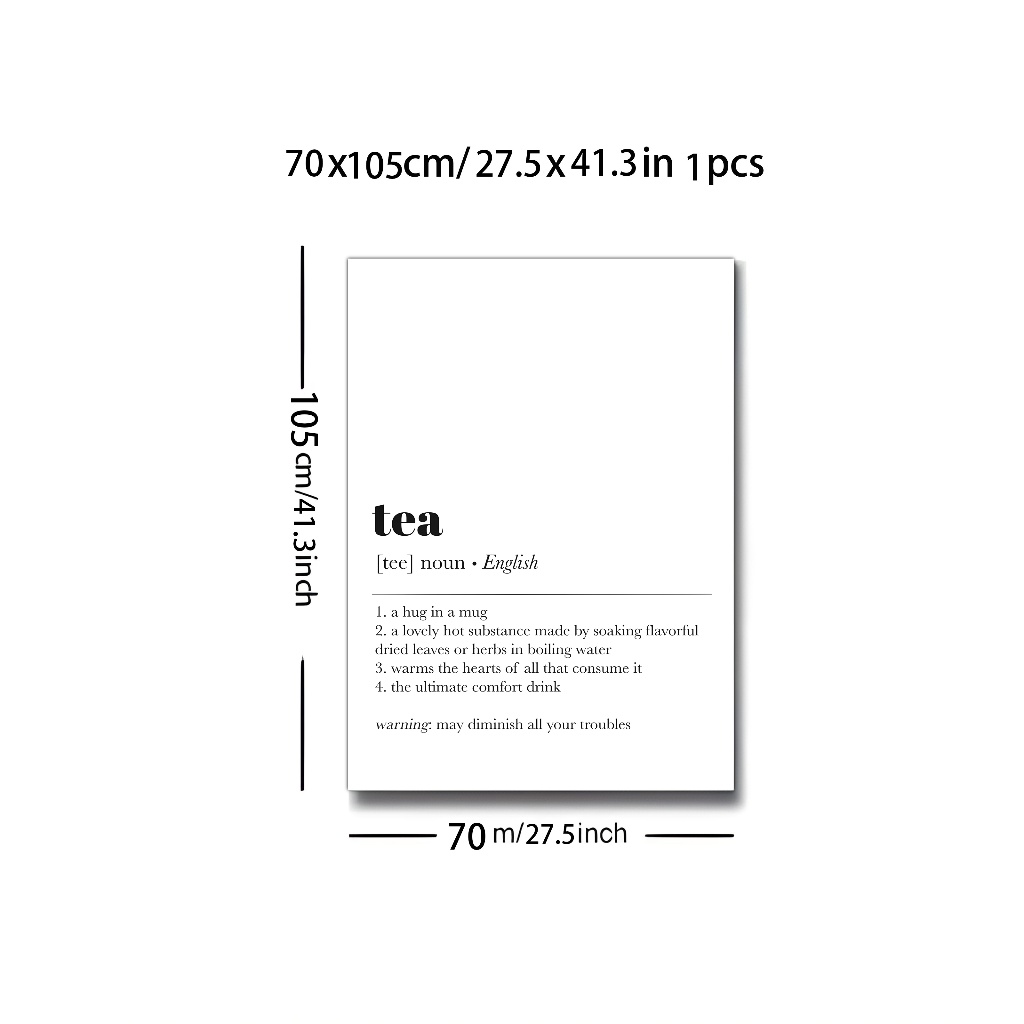 70x105cm/27.5x41.3in 1pcs
105cm/41.3inch
tea
[tee] noun • English
1. a hug in a mug
2. a lovely hot substance made by soaking flavorful
dried leaves or herbs in boiling water
3. warms the hearts of all that consume it
4. the ultimate comfort drink
warning: may diminish all your troubles
70 m/27.5inch